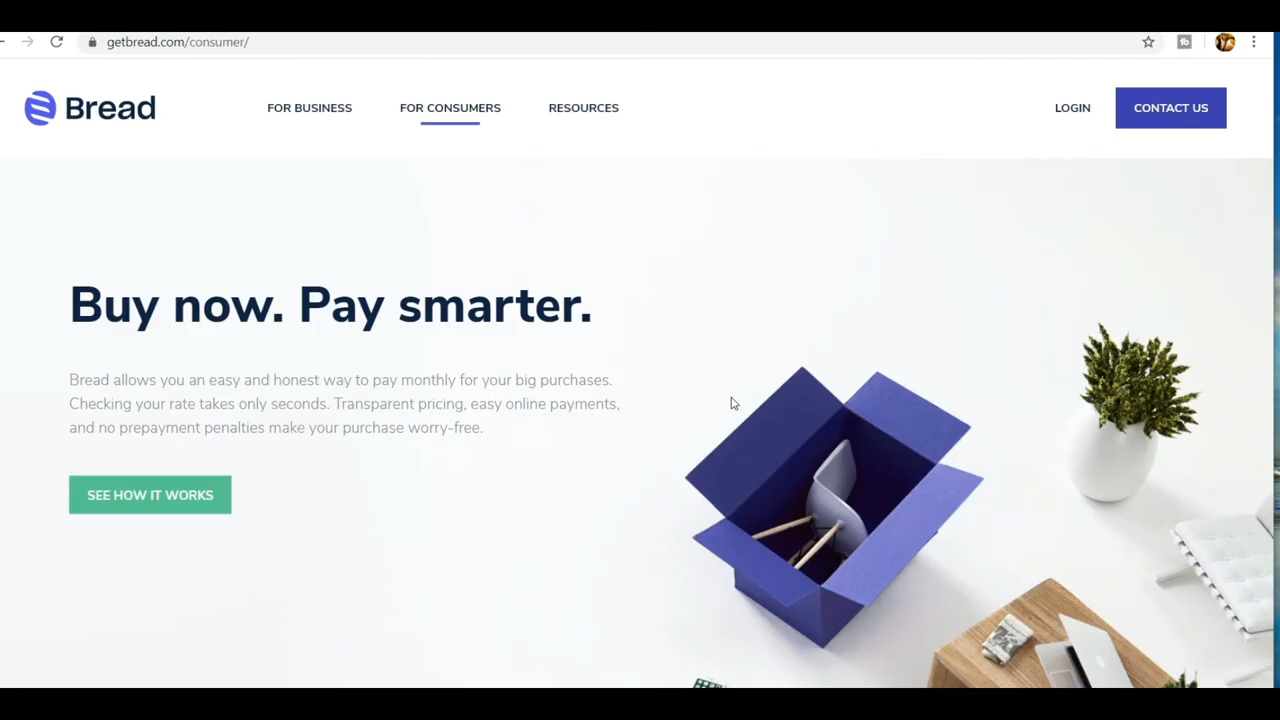 getbread.com/consumer/
Bread
FOR BUSINESS
FOR CONSUMERS
RESOURCES
LOGIN
CONTACT US
Buy now. Pay smarter.
Bread allows you an easy and honest way to pay monthly for your big purchases.
Checking your rate takes only seconds. Transparent pricing, easy online payments,
and no prepayment penalties make your purchase worry-free.
SEE HOW IT WORKS